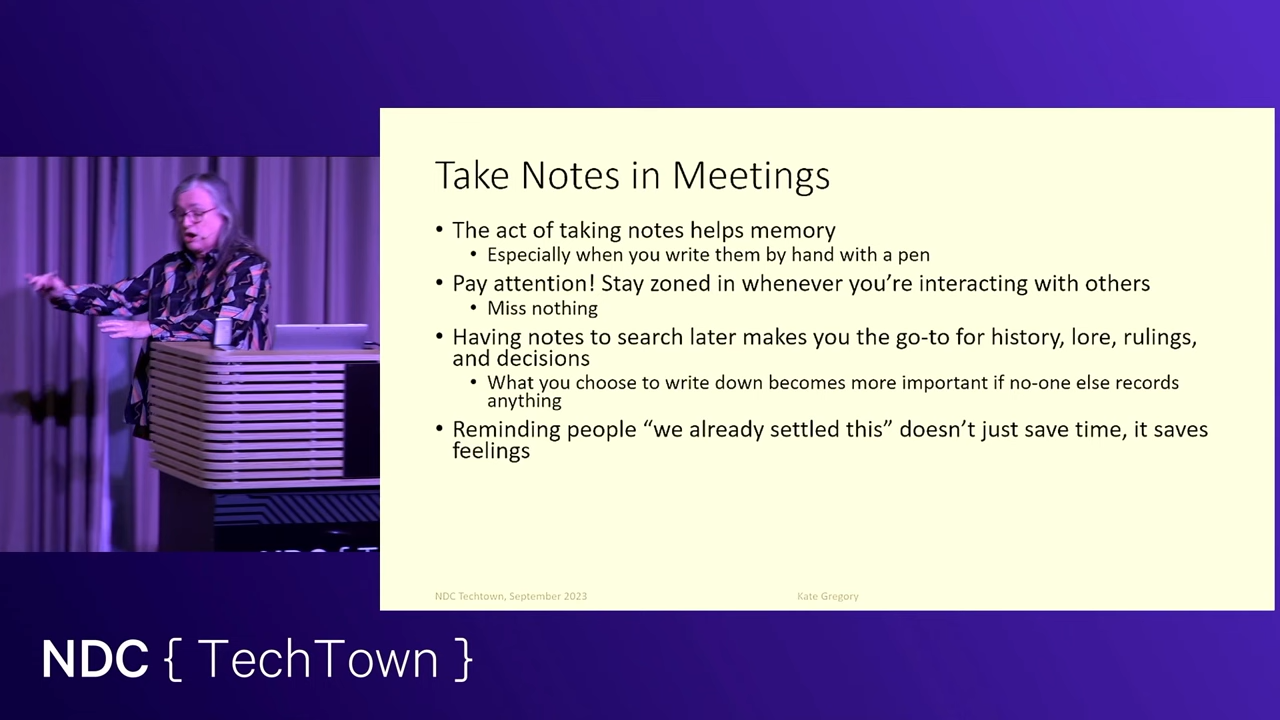 Take Notes in Meetings
• The act of taking notes helps memory
• Especially when you write them by hand with a pen
• Pay attention! Stay zoned in whenever you’re interacting with others
• Miss nothing
• Having notes to search later makes you the go-to for history, lore, rulings,
and decisions
• What you choose to write down becomes more important if no-one else records
anything
• Reminding people “we already settled this” doesn’t just save time, it saves
feelings
NDC Techtown, September 2023
Kate Gregory
NDC { TechTown }